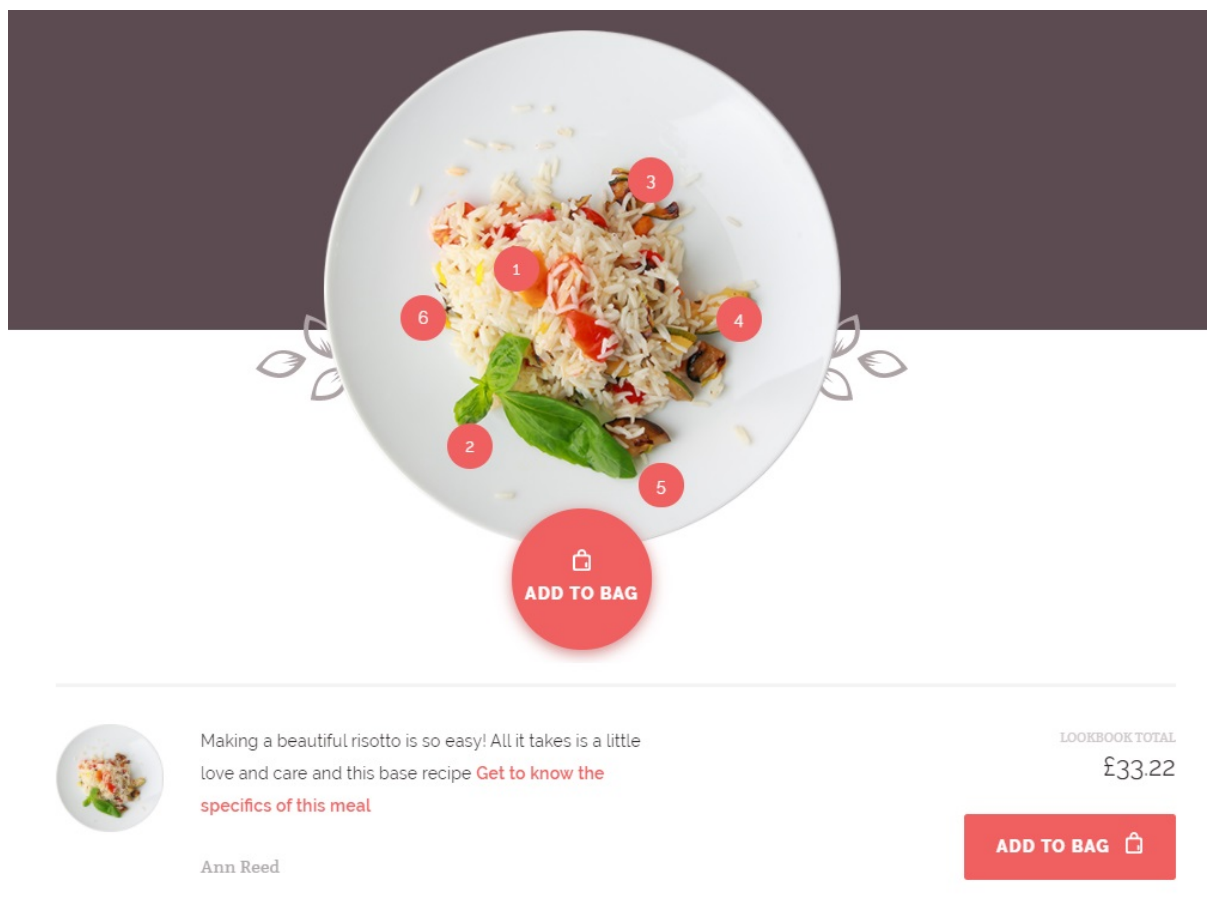 3
1
6
4
2
5
ADD TO BAG
Making a beautiful risotto is so easy! All it takes is a little
love and care and this base recipe Get to know the
specifics of this meal
Ann Reed
LOOKBOOK TOTAL
£33.22
ADD TO BAG